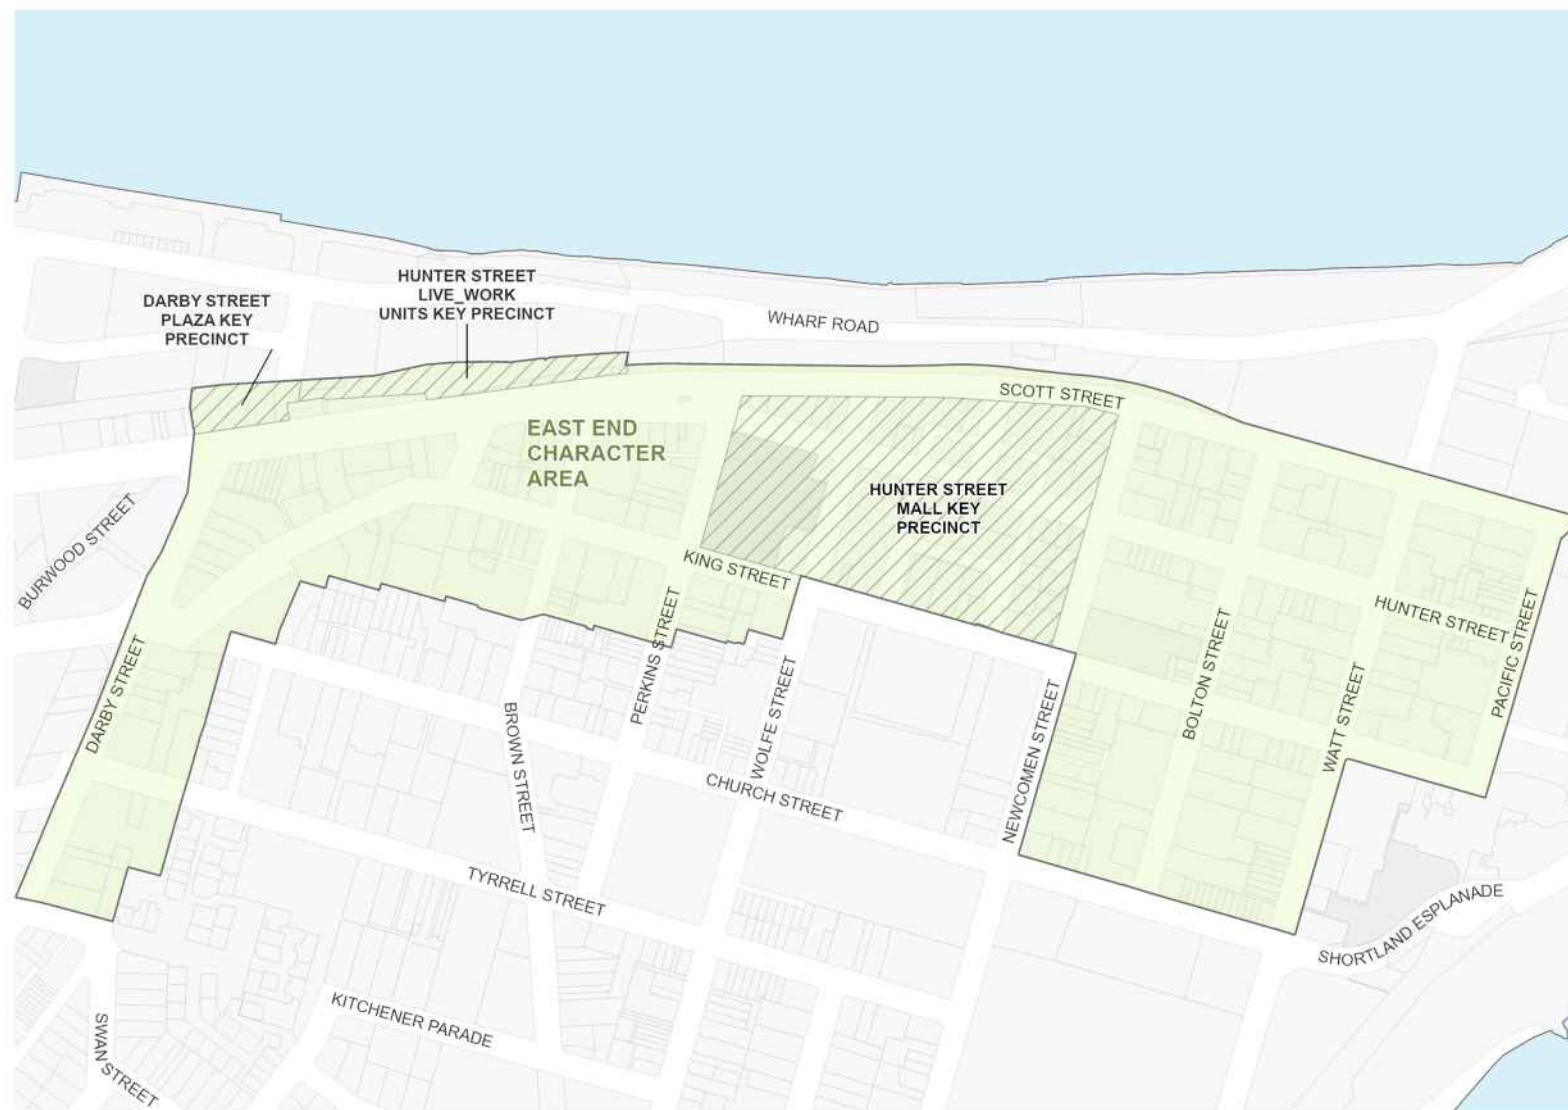 HUNTER STREET
LIVE_WORK
UNITS KEY PRECINCT
DARBY STREET
PLAZA KEY
PRECINCT
WHARF ROAD
SCOTT STREET
EAST END
CHARACTER
AREA
HUNTER STREET
MALL KEY
PRECINCT
BURWOOD STREET
KING STREET
HUNTER STREET
PERKINS STREET
BOLTON STREET
PACIFIC STREET
DARBY STREET
WOLFE STREET
WATT STREET
NEWCOMEN STREET
BROWN STREET
CHURCH STREET
TYRRELL STREET
SHORTLAND ESPLANADE
KITCHENER PARADE
SWAN STREET